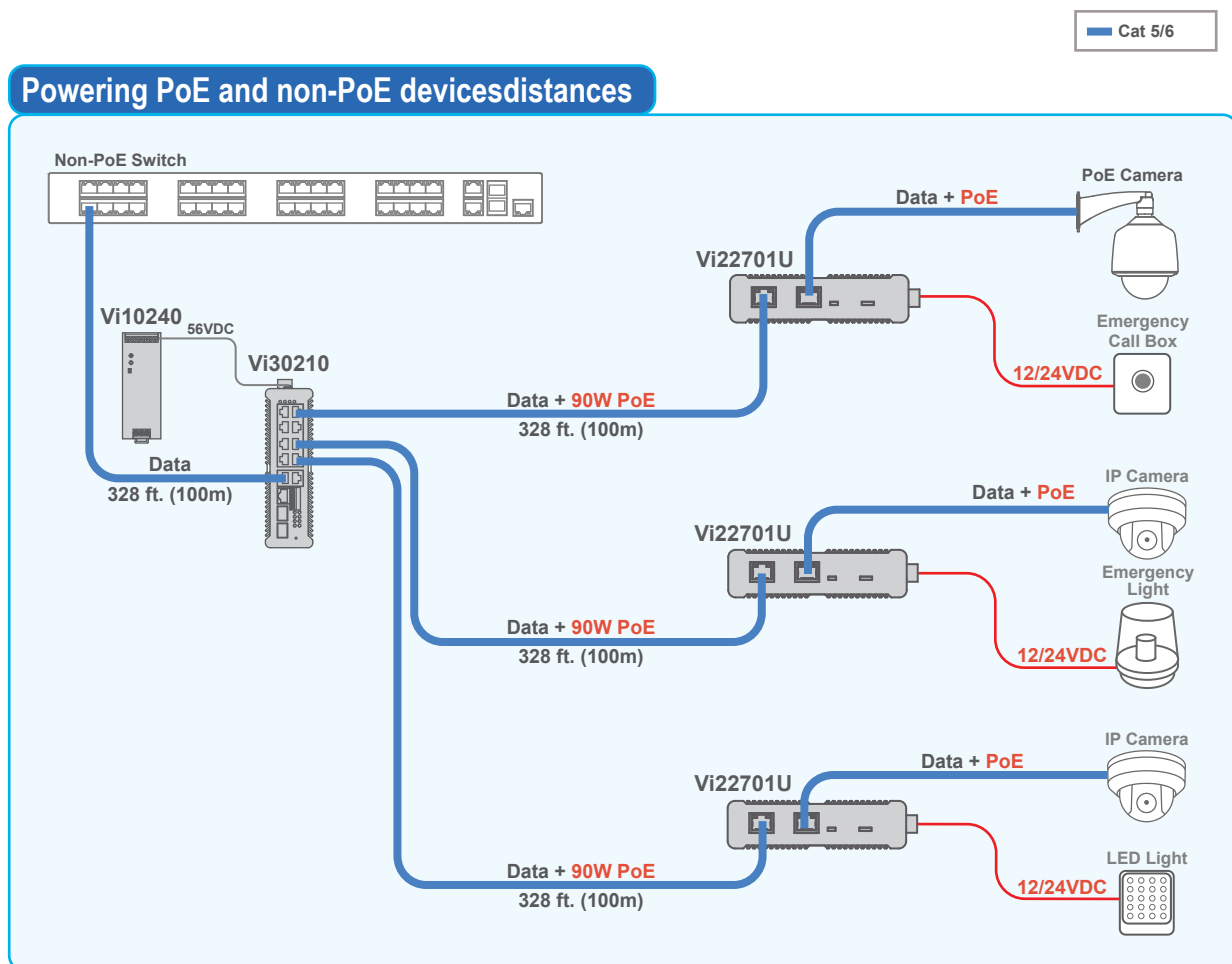 Cat 5/6
Powering PoE and non-PoE devicesdistances
Non-PoE Switch
PoE Camera
Data + PoE
Vi22701U
Vi10240
56VDC
Vi30210
Emergency
Call Box
12/24VDC
Data + 90W PoE
328 ft. (100m)
Data
328 ft. (100m)
IP Camera
Data + PoE
Vi22701U
Emergency
Light
Data + 90W PoE
328 ft. (100m)
12/24VDC
IP Camera
Data + PoE
Vi22701U
LED Light
Data + 90W PoE
328 ft. (100m)
12/24VDC